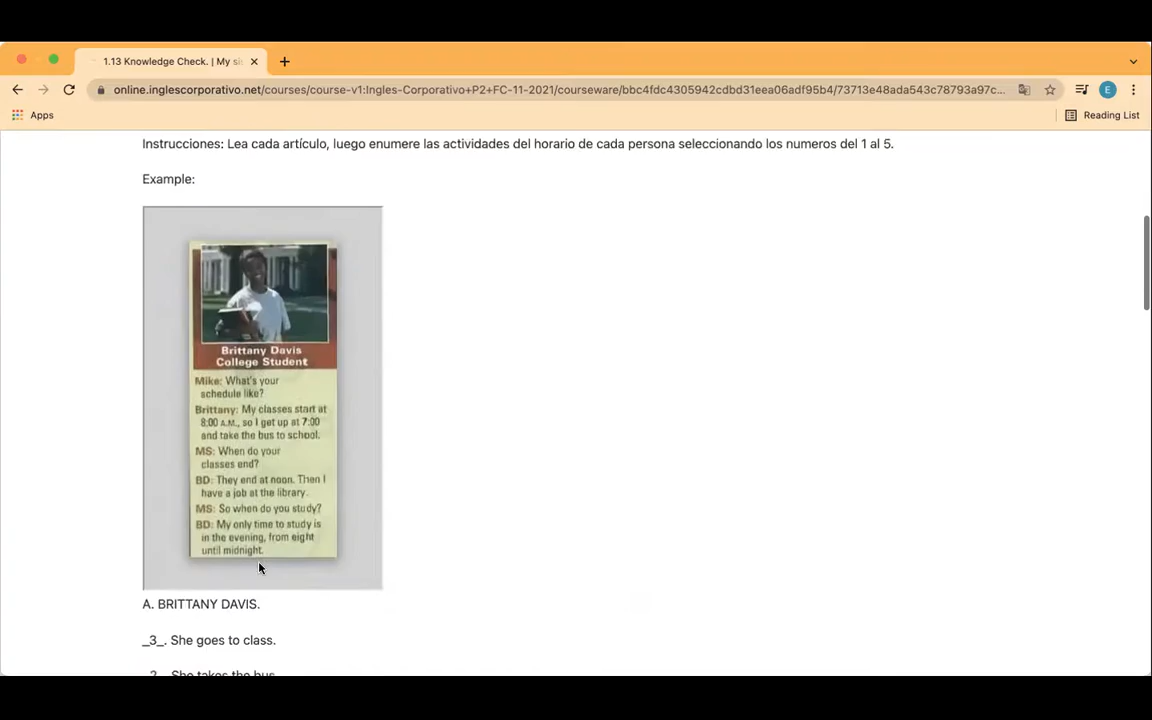 1.13 Knowledge Check. | My si
online.inglescorporativo.net/courses/course-v1:Ingles-Corporativo+P2+FC-11-2021/courseware/bbc4fdc4305942cdbd31eea06adf95b4/73713e48ada543c78793a97c...
E
Apps
Reading List
Instrucciones: Lea cada artículo, luego enumere las actividades del horario de cada persona seleccionando los numeros del 1 al 5.
Example:
Brittany Davis
College Student
Mike: What's your
schedule like?
Brittany: My classes start at
8:00 A.M., so I get up at 7:00
and take the bus to school.
MS: When do your
classes end?
BD: They end at noon. Then I
have a job at the library.
MS: So when do you study?
BD: My only time to study is
in the evening, from eight
until midnight.
A. BRITTANY DAVIS.
_3_. She goes to class.
_2_. She takes the bus.